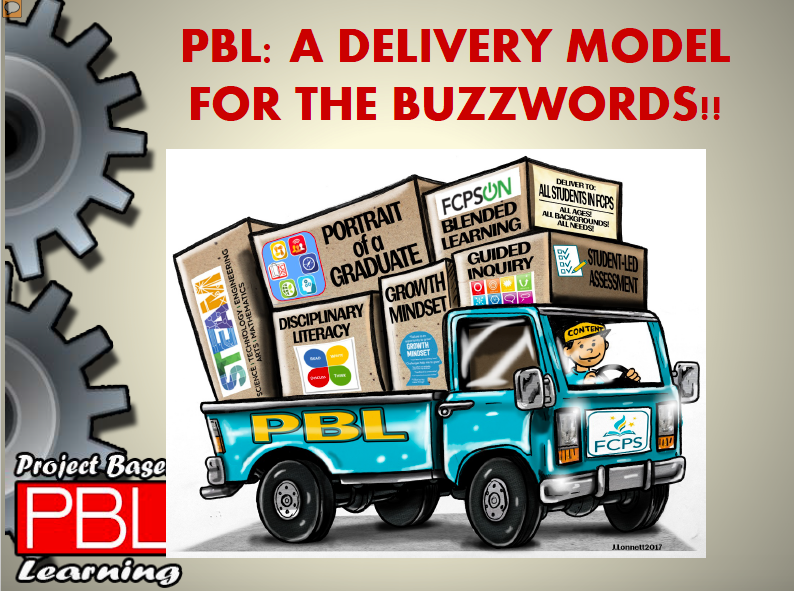 PBL: A DELIVERY MODEL
FOR THE BUZZWORDS!!
FCPSON
BLENDED
LEARNING
DELIVER TO:
ALL STUDENTS IN FCPS
ALL AGES!
ALL BACKGROUNDS!
ALL NEEDS!
PORTRAIT
of a
GRADUATE
STEAM
SCIENCE | TECHNOLOGY | ENGINEERING
ARTS | MATHEMATICS
GUIDED
INQUIRY
STUDENT-LED
ASSESSMENT
GROWTH
MINDSET
GROWTH
MINDSET
DISCIPLINARY
LITERACY
READ
WRITE
DISCUSS
THINK
CONTENT
PBL
FCPS
J.Lonnett2017
Project Base
PBL
Learning